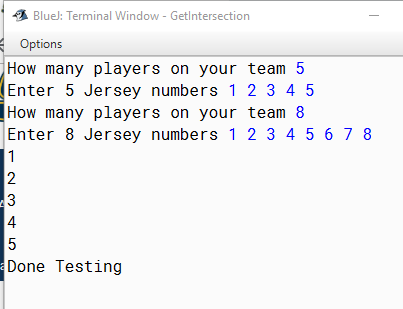 BlueJ: Terminal Window - GetIntersection
Options
How many players on your team 5
Enter 5 Jersey numbers 1 2 3 4 5
How many players on your team 8
Enter 8 Jersey numbers 1 2 3 4 5 6 7 8
1
2
3
4
5
Done Testing